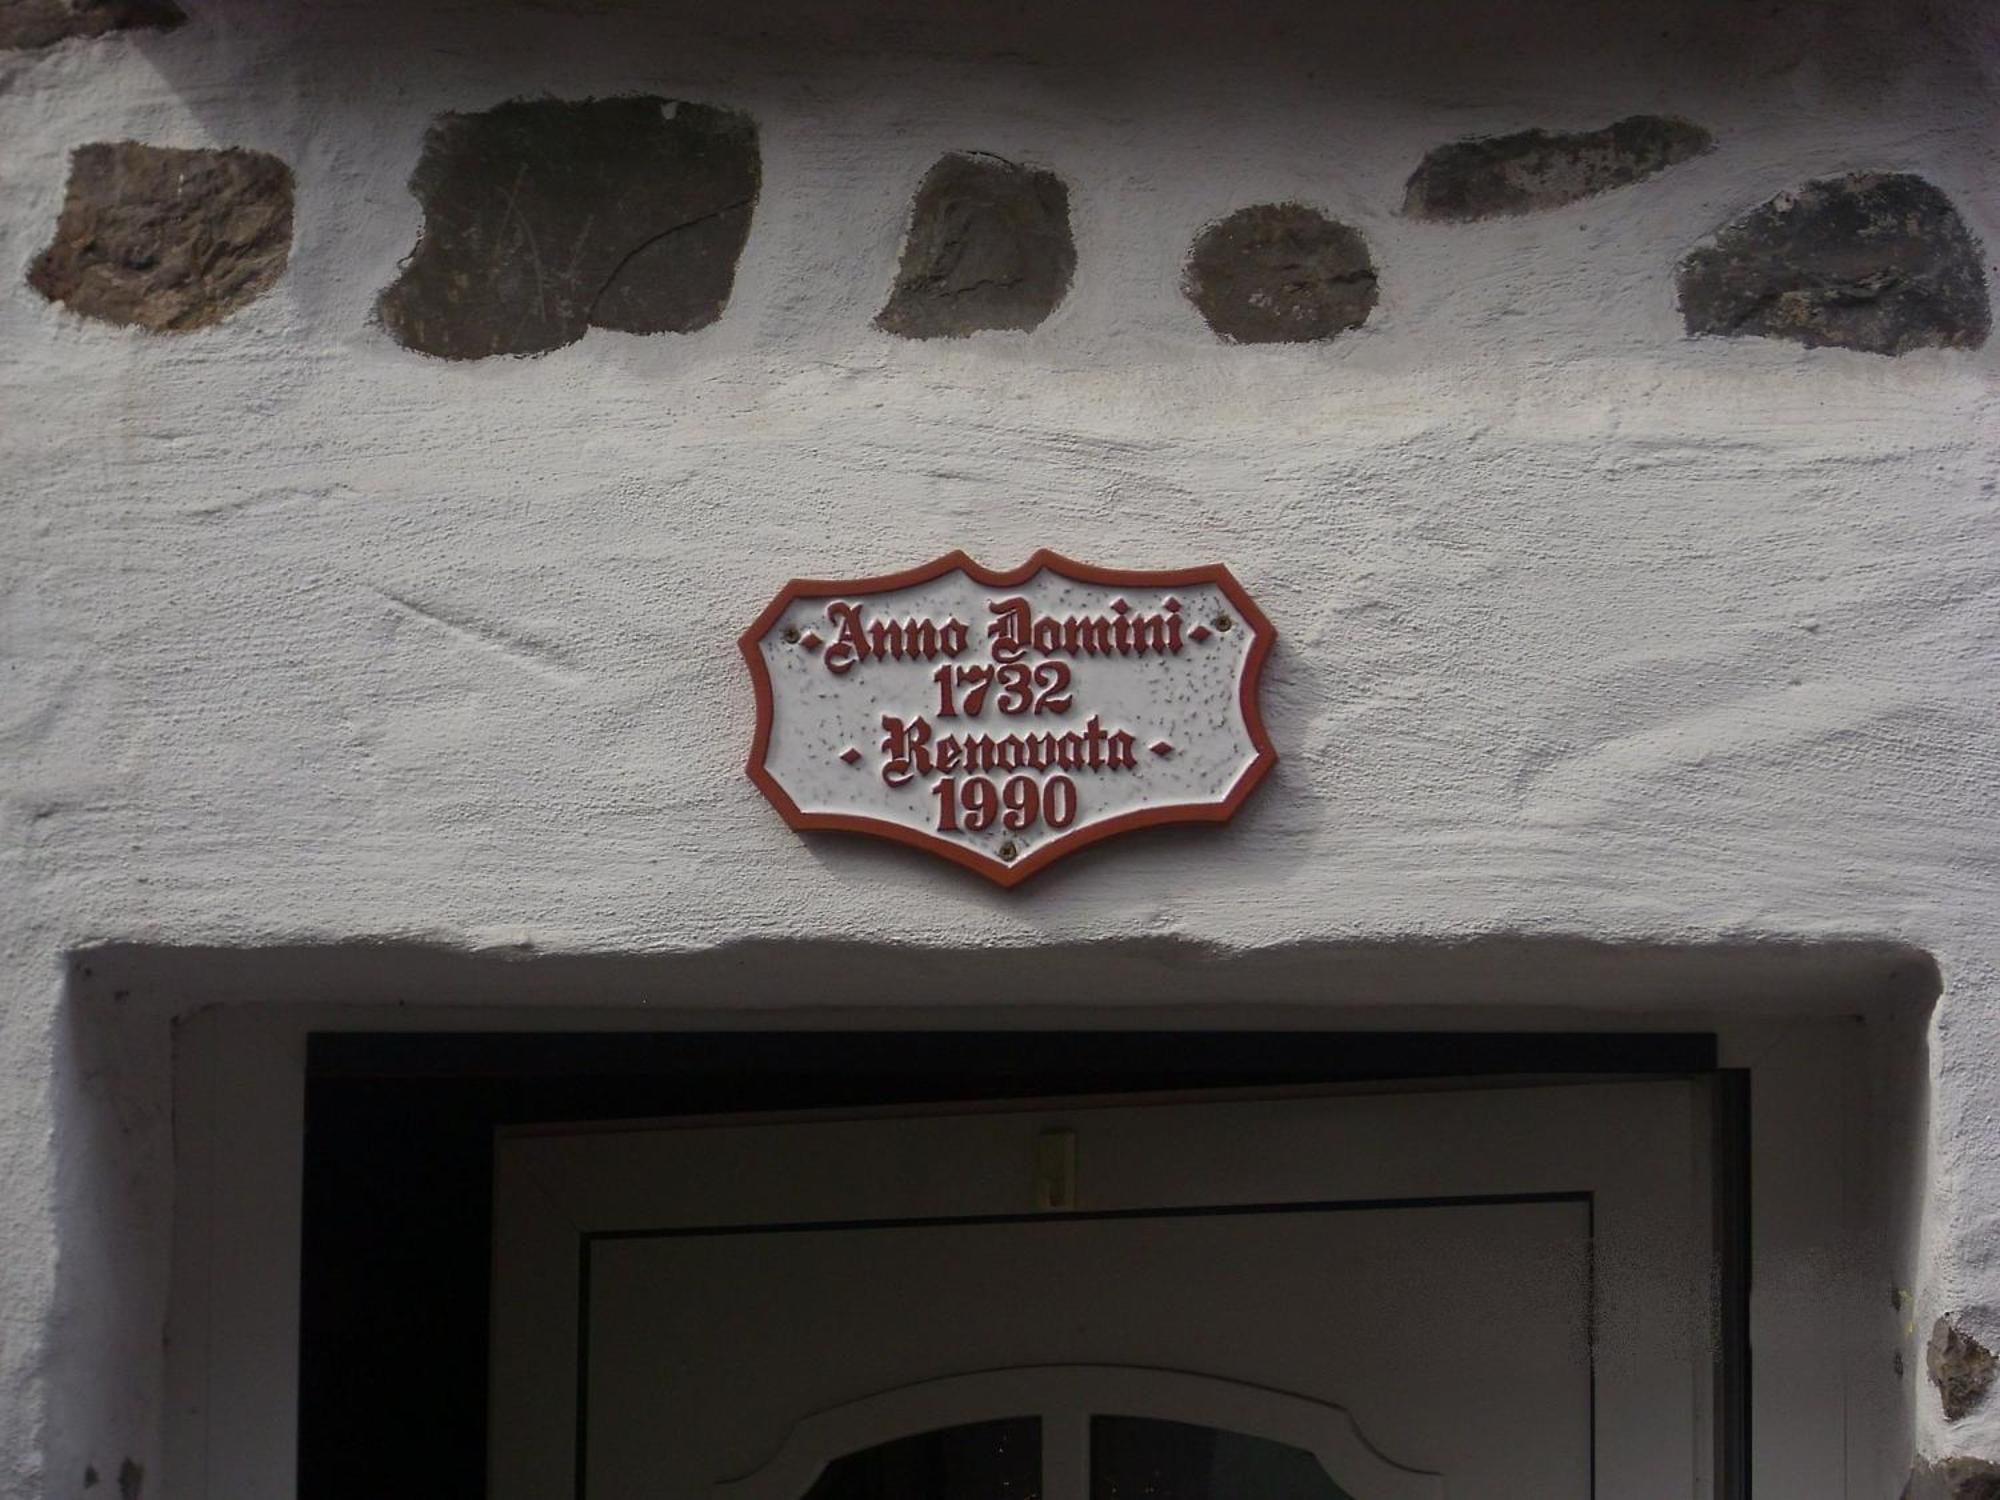 ·Anno Domini·
1732
· Renovata ·
1990